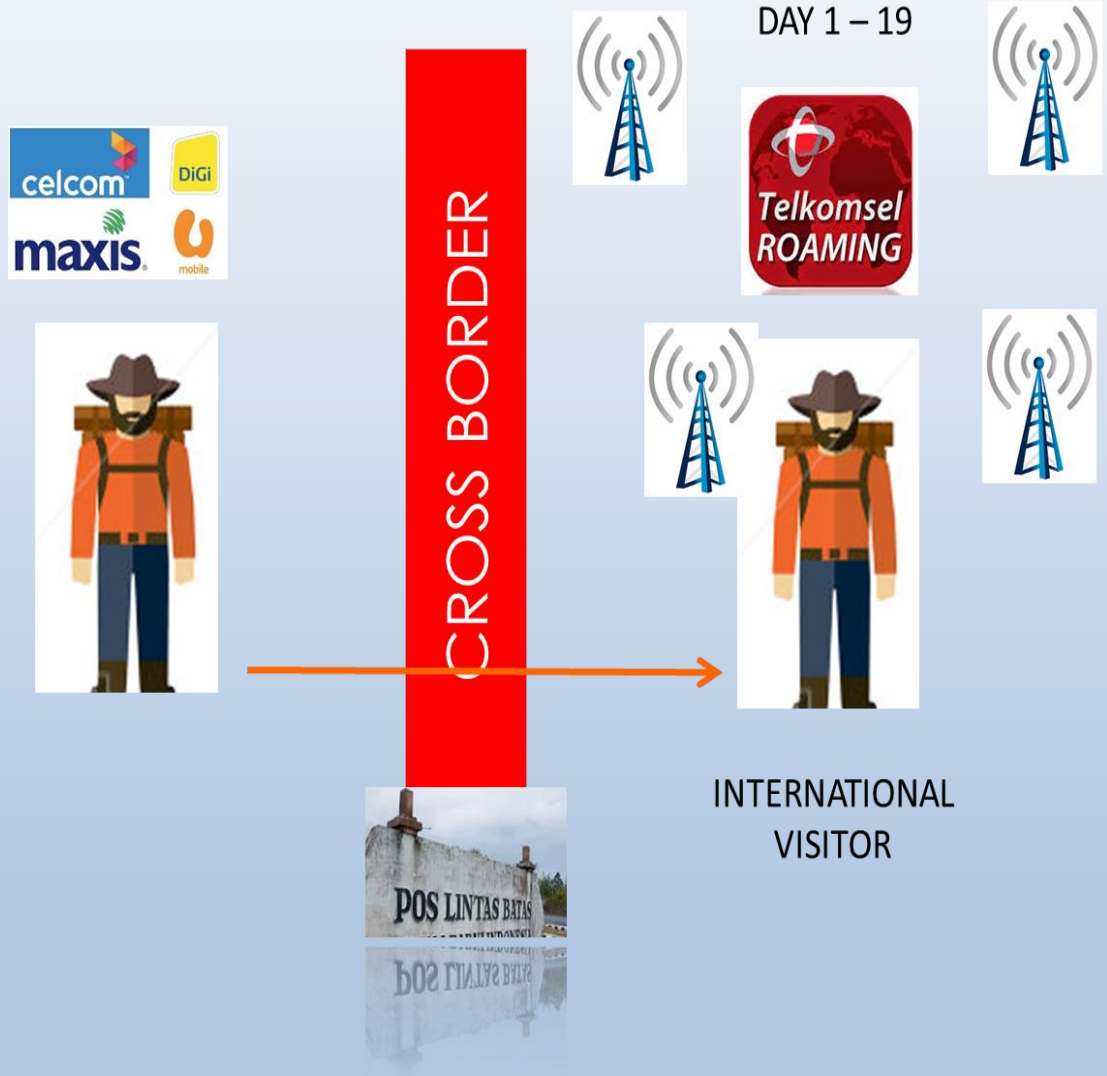 DAY 1 – 19
celcom
DiGi
maxis.
mobile
Telkomsel
ROAMING
CROSS BORDER
INTERNATIONAL
VISITOR
POS LINTAS BATAS